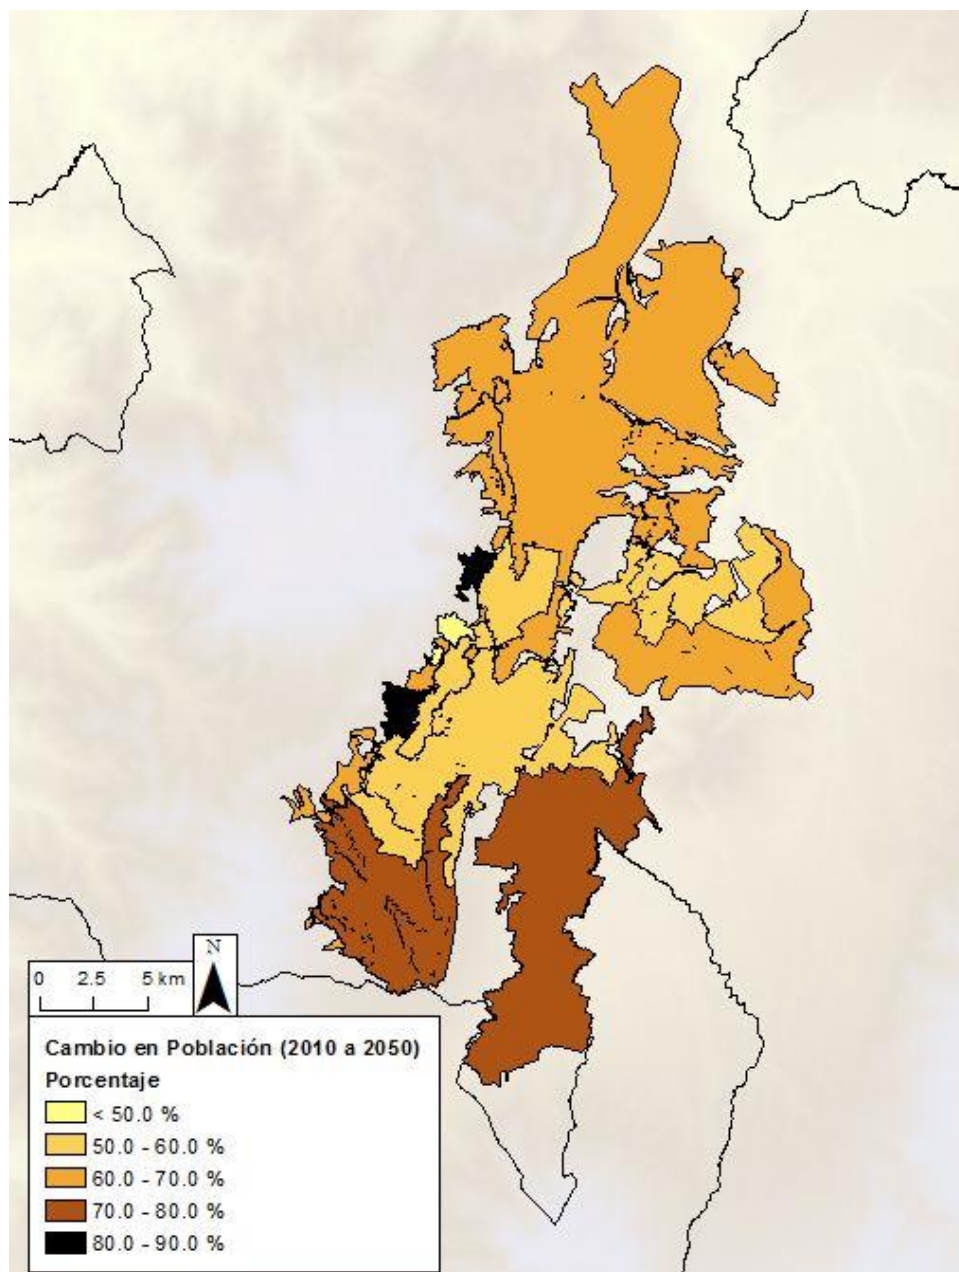 N
0 2.5 5 km
Cambio en Población (2010 a 2050)
Porcentaje
< 50.0 %
50.0 - 60.0 %
60.0 - 70.0 %
70.0 - 80.0 %
80.0 - 90.0 %